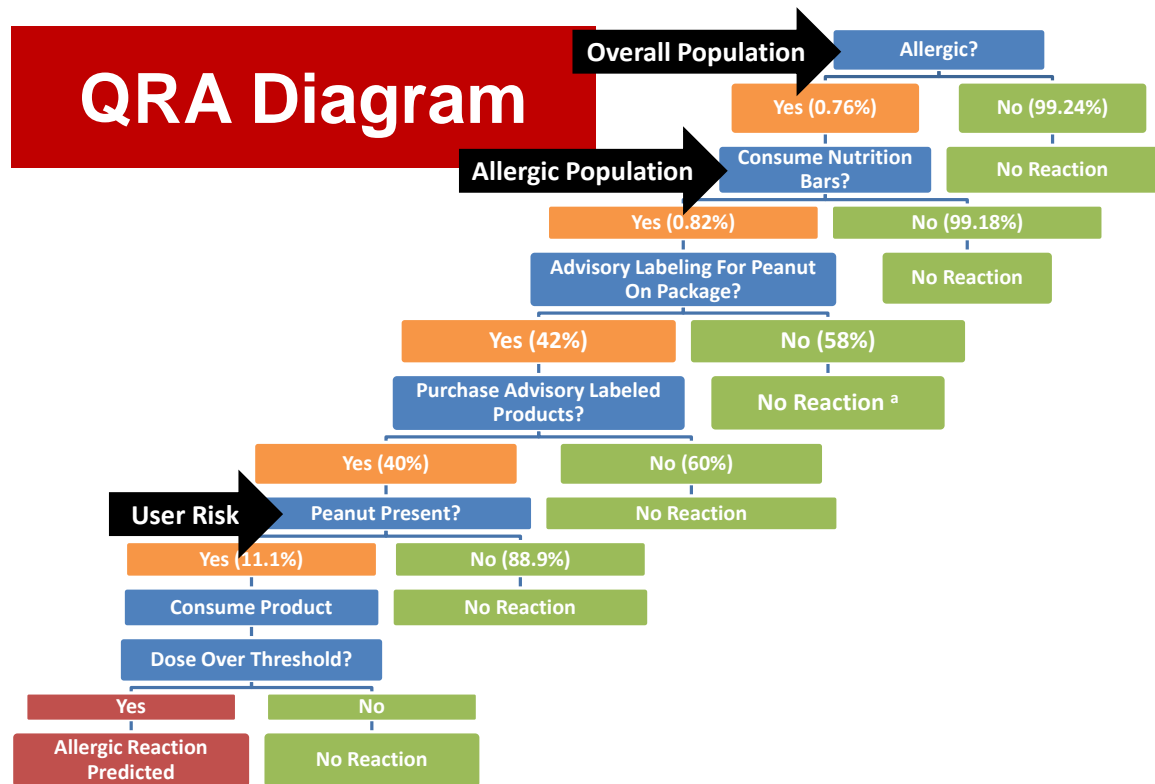 QRA Diagram
Overall Population
Allergic?
Yes (0.76%)
No (99.24%)
Allergic Population
Consume Nutrition
Bars?
No Reaction
Yes (0.82%)
No (99.18%)
Advisory Labeling For Peanut
On Package?
No Reaction
Yes (42%)
No (58%)
Purchase Advisory Labeled
Products?
No Reaction ᵃ
Yes (40%)
No (60%)
User Risk
Peanut Present?
No Reaction
Yes (11.1%)
No (88.9%)
Consume Product
No Reaction
Dose Over Threshold?
Yes
No
Allergic Reaction
Predicted
No Reaction